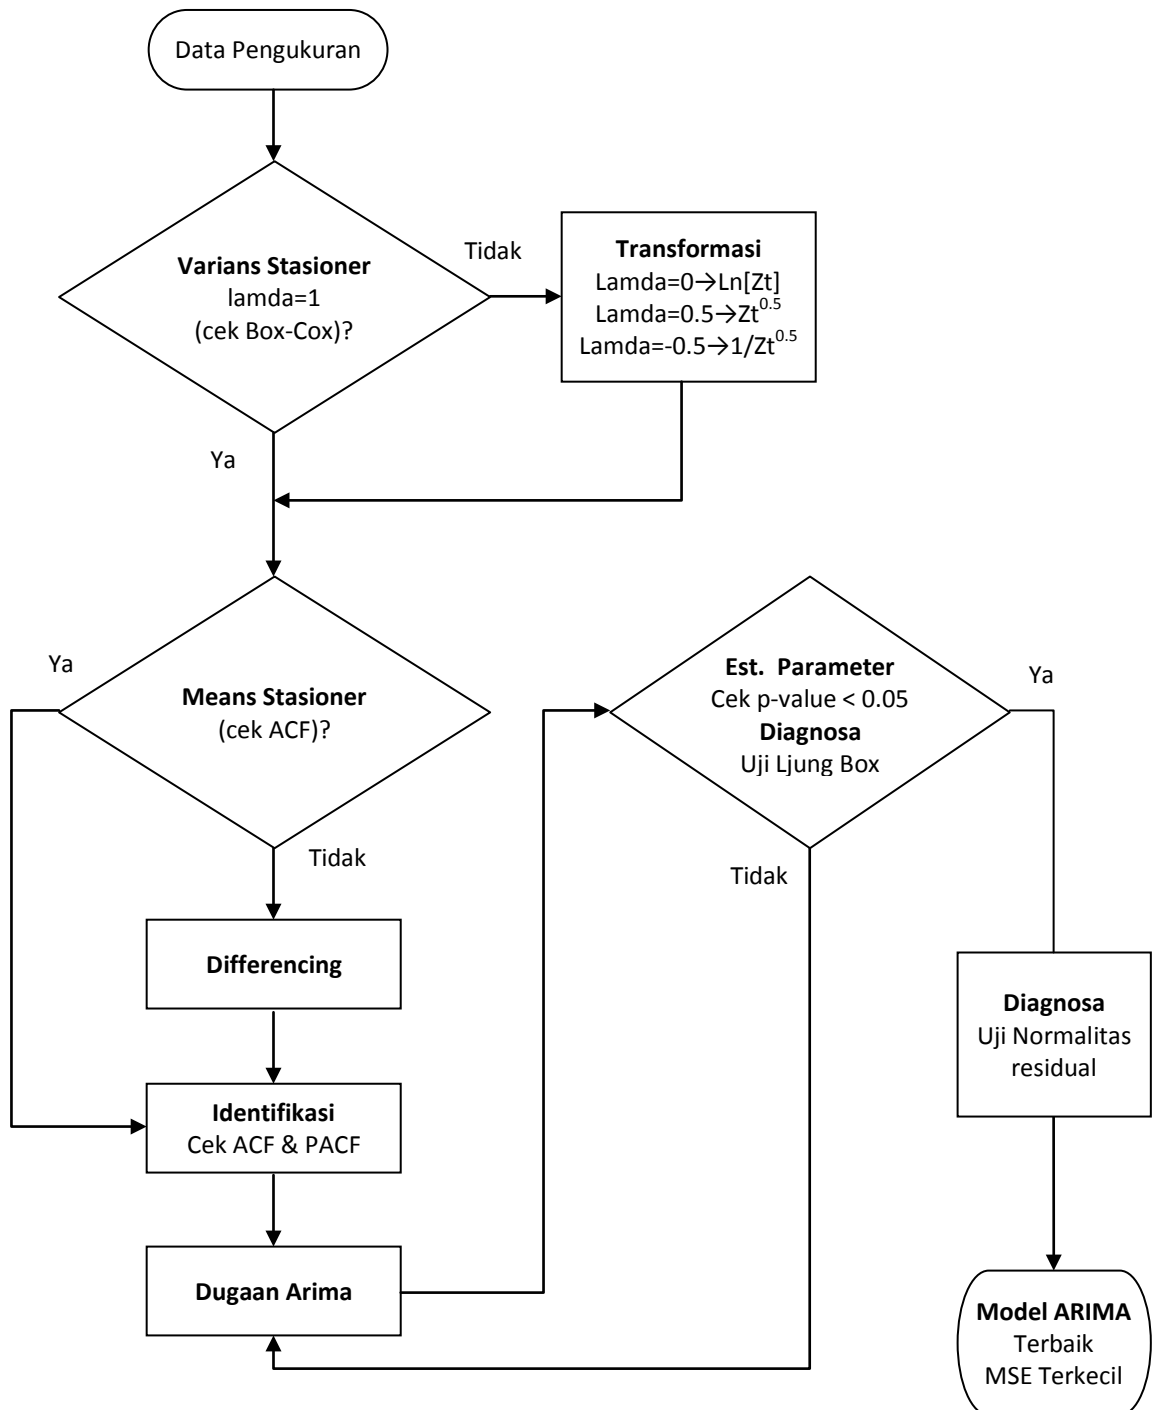 Data Pengukuran
Varians Stasioner
lamda=1
(cek Box-Cox)?
Tidak
Transformasi
Lamda=0→Ln[Zt]
Lamda=0.5→Zt^0.5
Lamda=-0.5→1/Zt^0.5
Ya
Ya
Means Stasioner
(cek ACF)?
Tidak
Differencing
Identifikasi
Cek ACF & PACF
Dugaan Arima
Est. Parameter
Cek p-value < 0.05
Diagnosa
Uji Ljung Box
Ya
Tidak
Diagnosa
Uji Normalitas
residual
Model ARIMA
Terbaik
MSE Terkecil